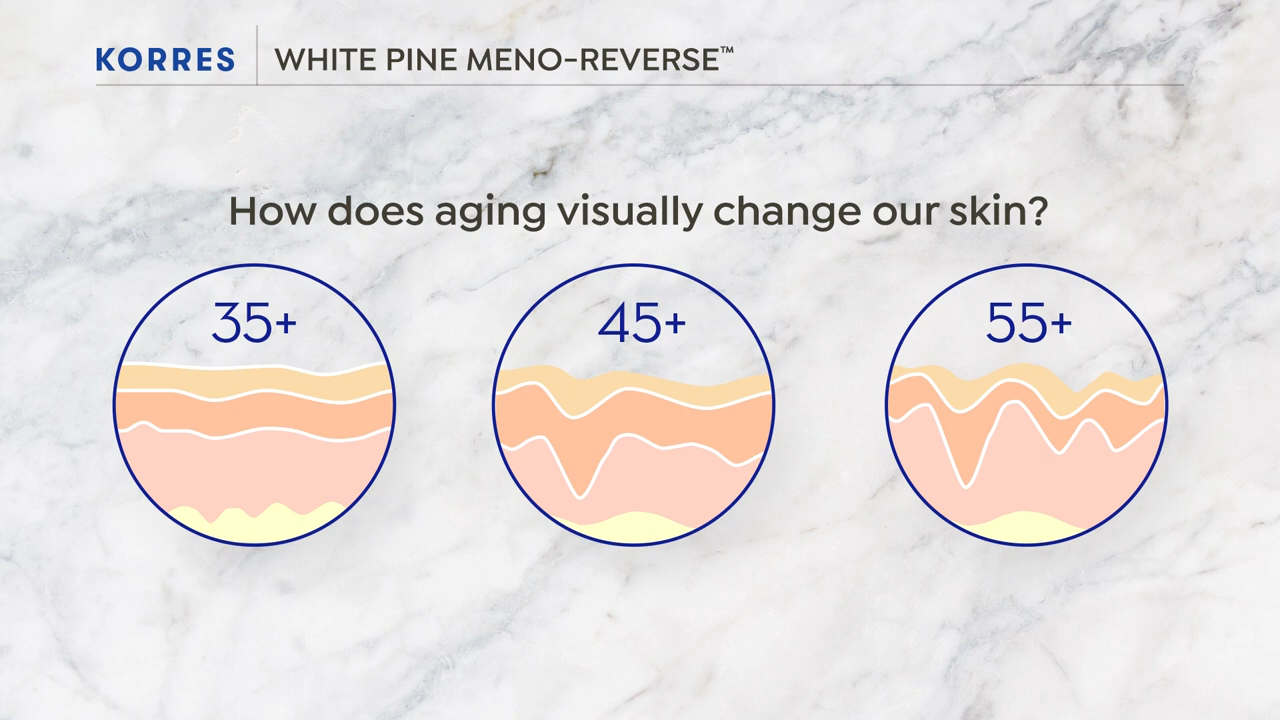 KORRES WHITE PINE MENO-REVERSE™
How does aging visually change our skin?
35+ 45+ 55+